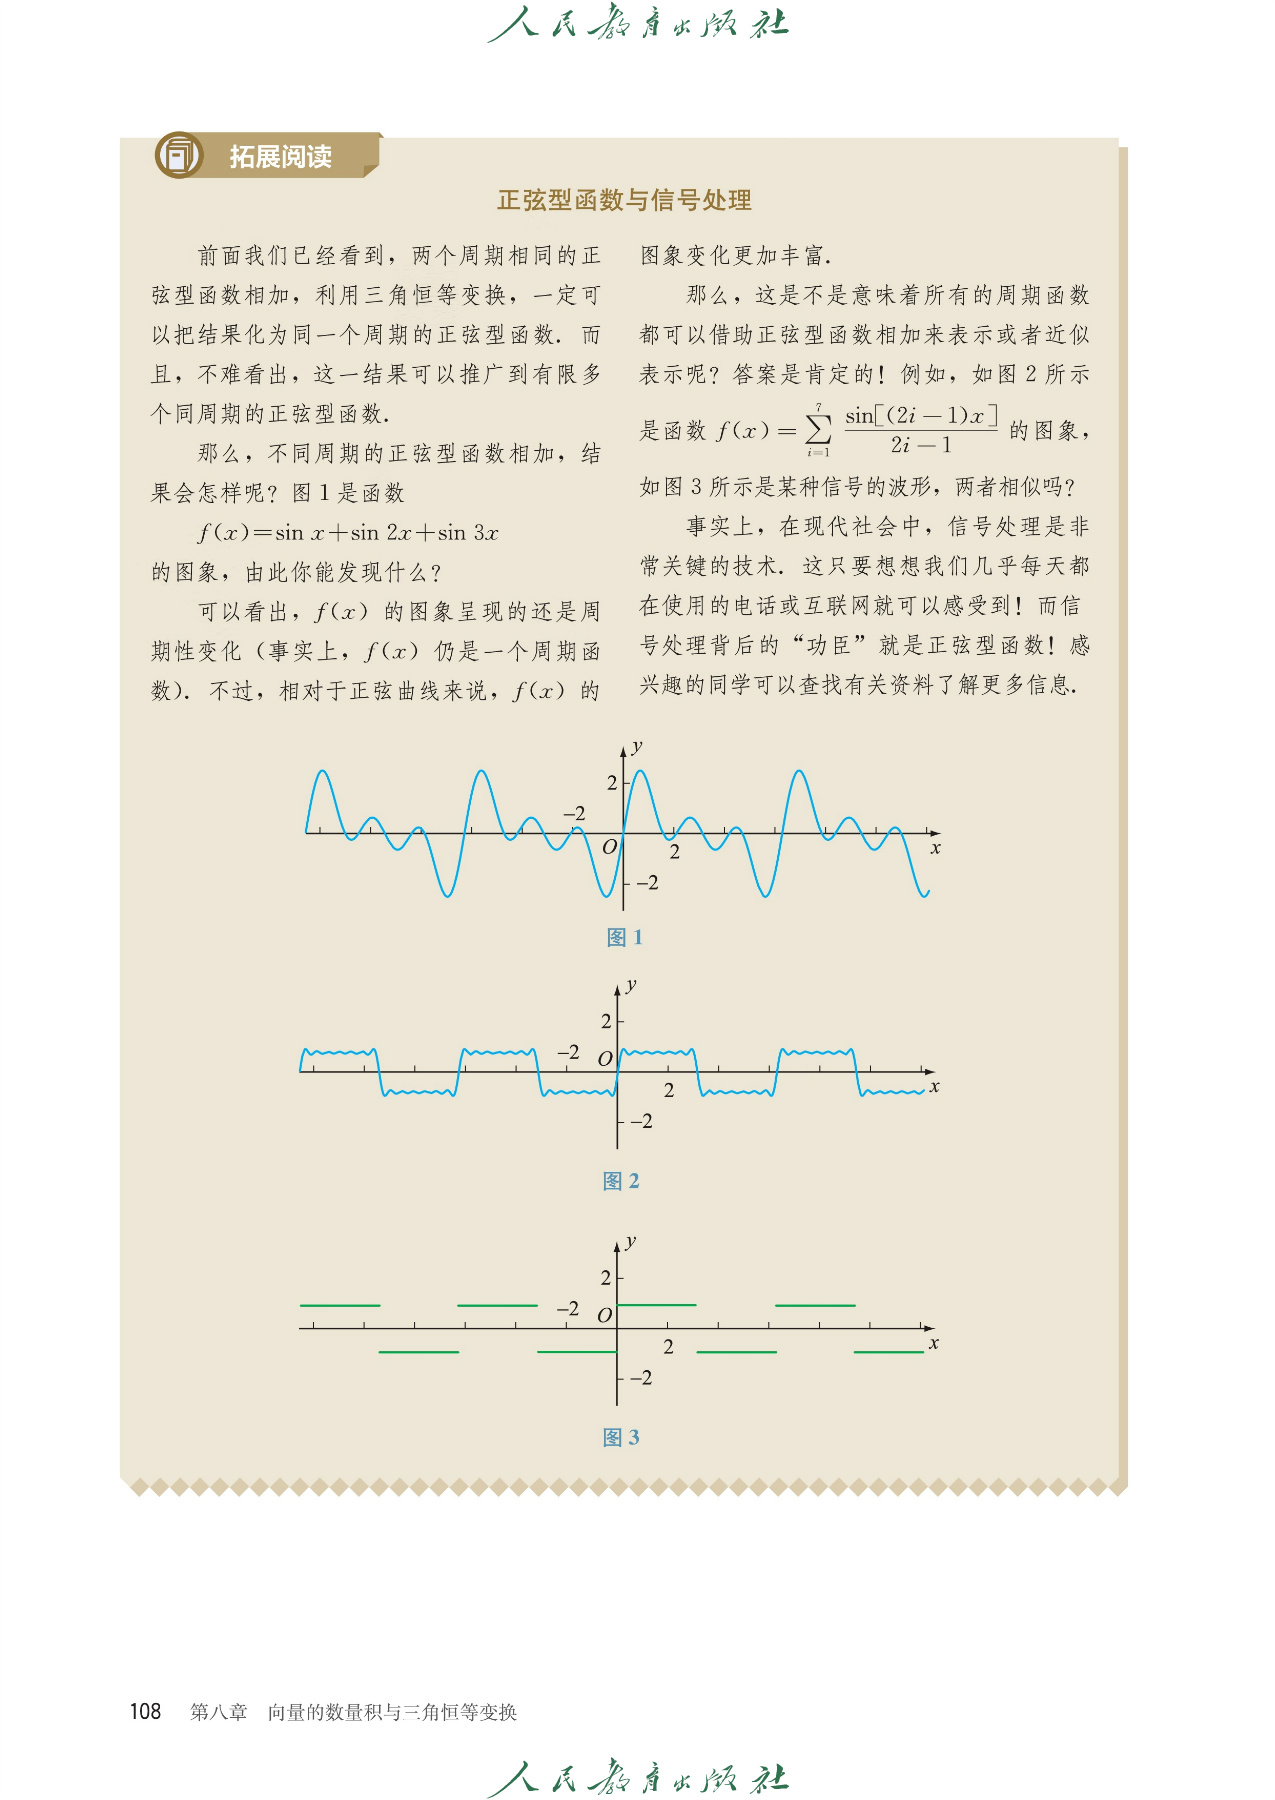 人民教育出版社
拓展阅读
正弦型函数与信号处理
前面我们已经看到，两个周期相同的正
弦型函数相加，利用三角恒等变换，一定可
以把结果化为同一个周期的正弦型函数．而
且，不难看出，这一结果可以推广到有限多
个同周期的正弦型函数．
那么，不同周期的正弦型函数相加，结
果会怎样呢？图 1 是函数
f(x)=sin x+sin 2x+sin 3x
的图象，由此你能发现什么？
可以看出，f(x) 的图象呈现的还是周
期性变化（事实上，f(x) 仍是一个周期函
数）．不过，相对于正弦曲线来说，f(x) 的
图象变化更加丰富．
那么，这是不是意味着所有的周期函数
都可以借助正弦型函数相加来表示或者近似
表示呢？答案是肯定的！例如，如图 2 所示
是函数 f(x)=∑_{i=1}^{7} sin[(2i-1)x]/(2i-1) 的图象，
如图 3 所示是某种信号的波形，两者相似吗？
事实上，在现代社会中，信号处理是非
常关键的技术．这只要想想我们几乎每天都
在使用的电话或互联网就可以感受到！而信
号处理背后的“功臣”就是正弦型函数！感
兴趣的同学可以查找有关资料了解更多信息．
y
2
-2
O
2
x
-2
图 1
y
2
-2
O
2
x
-2
图 2
y
2
-2
O
2
x
-2
图 3
108 第八章 向量的数量积与三角恒等变换
人民教育出版社